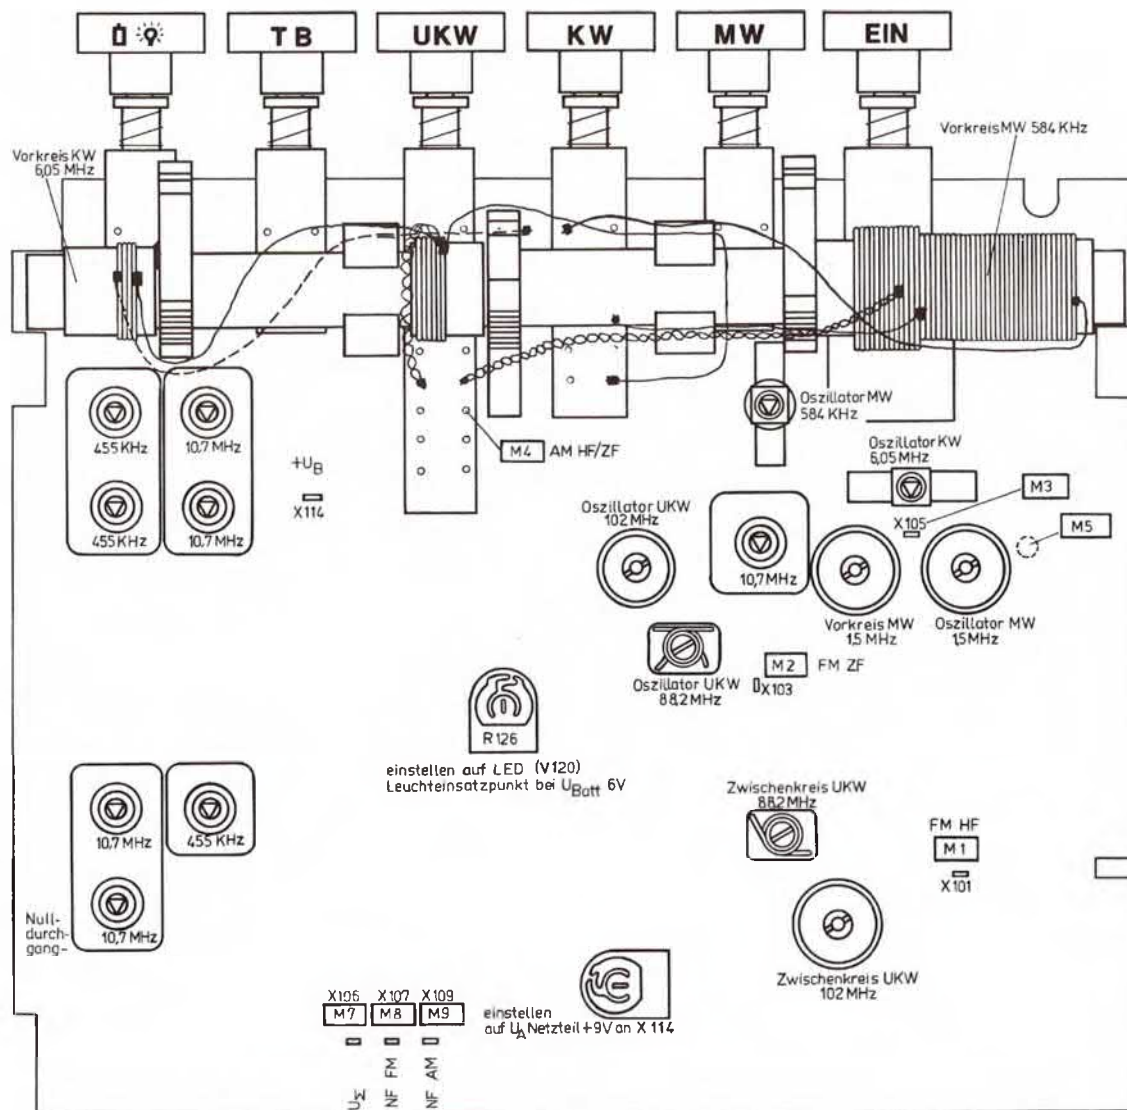 TB
UKW
KW
MW
EIN
Vorkreis KW
6,05 MHz
Vorkreis MW 584 KHz
455 KHz
10,7 MHz
455 KHz
10,7 MHz
+UB
X114
M4 AM HF/ZF
Oszillator MW
584 KHz
Oszillator KW
6,05 MHz
M3
X105
M5
Oszillator UKW
102 MHz
10,7 MHz
Vorkreis MW
1,5 MHz
Oszillator MW
1,5 MHz
Oszillator UKW
88,2 MHz
M2 FM ZF
X103
R126
einstellen auf LED (V120)
Leuchteinsatzpunkt bei UBatt 6V
10,7 MHz
455 KHz
Zwischenkreis UKW
88,2 MHz
FM HF
M1
X101
Null-
durch-
gang-
10,7 MHz
Zwischenkreis UKW
102 MHz
X106 X107 X109
M7 M8 M9
einstellen
auf UA Netzteil +9V an X 114
UΣ
NF FM
NF AM